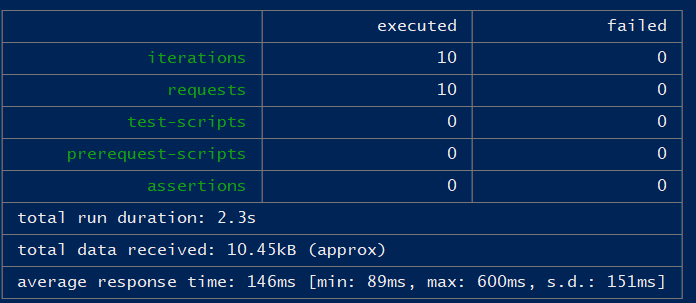 executed failed
iterations 10 0
requests 10 0
test-scripts 0 0
prerequest-scripts 0 0
assertions 0 0
total run duration: 2.3s
total data received: 10.45kB (approx)
average response time: 146ms [min: 89ms, max: 600ms, s.d.: 151ms]